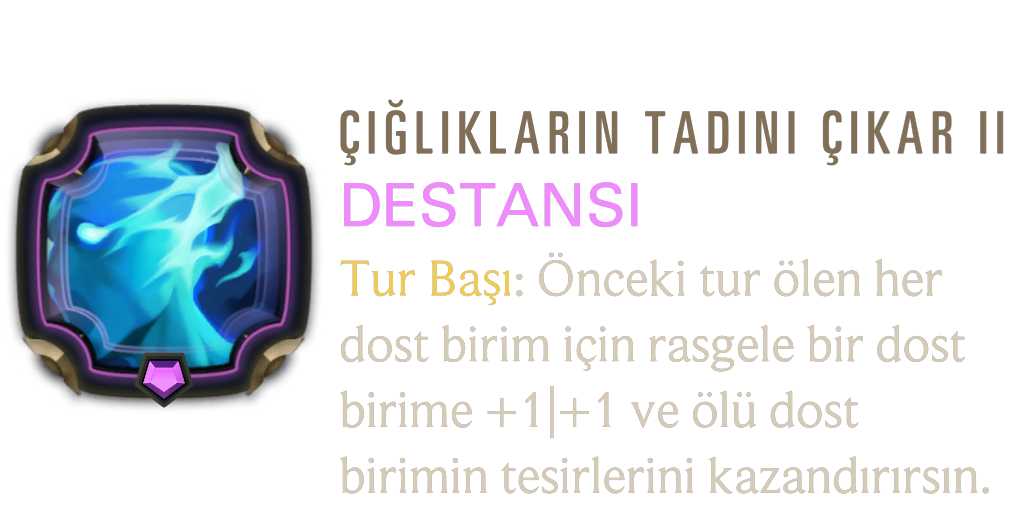 ÇIĞLIKLARIN TADINI ÇIKAR II
DESTANSI
Tur Başı: Önceki tur ölen her
dost birim için rasgele bir dost
birime +1|+1 ve ölü dost
birimin tesirlerini kazandırırsın.